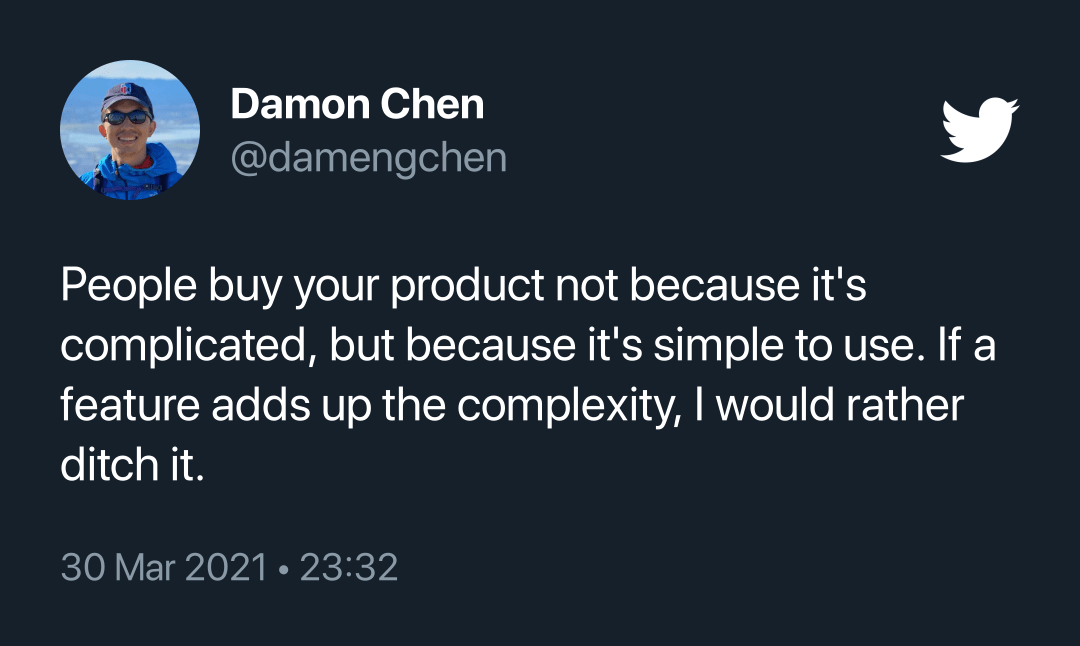 Damon Chen
@damengchen
People buy your product not because it's
complicated, but because it's simple to use. If a
feature adds up the complexity, I would rather
ditch it.
30 Mar 2021 • 23:32